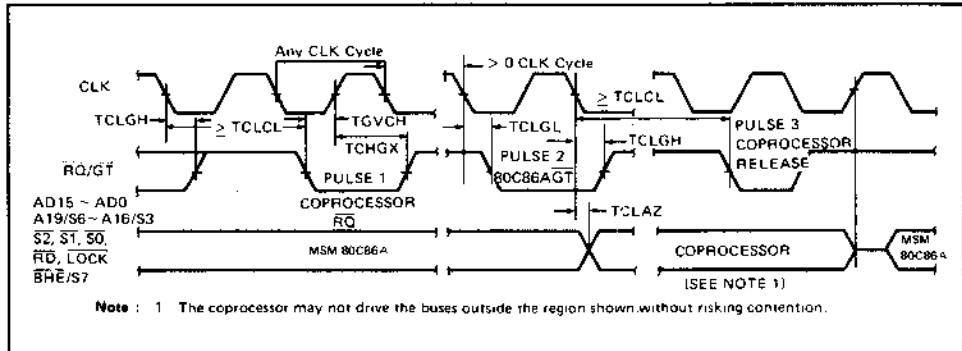 Any CLK Cycle
> 0 CLK Cycle
CLK
≥ TCLCL
TCLGH
≥ TCLCL
TGVCH
TCLGL
TCLGH
PULSE 3
COPROCESSOR
RELEASE
TCHGX
RQ/GT
PULSE 1
PULSE 2
80C86AGT
COPROCESSOR
RQ
TCLAZ
AD15 ~ AD0
A19/S6~ A16/S3
S2, S1, S0,
RD, LOCK
BHE/S7
MSM 80C86A
COPROCESSOR
MSM
80C86A
(SEE NOTE 1)
Note : 1 The coprocessor may not drive the buses outside the region shown without risking contention.